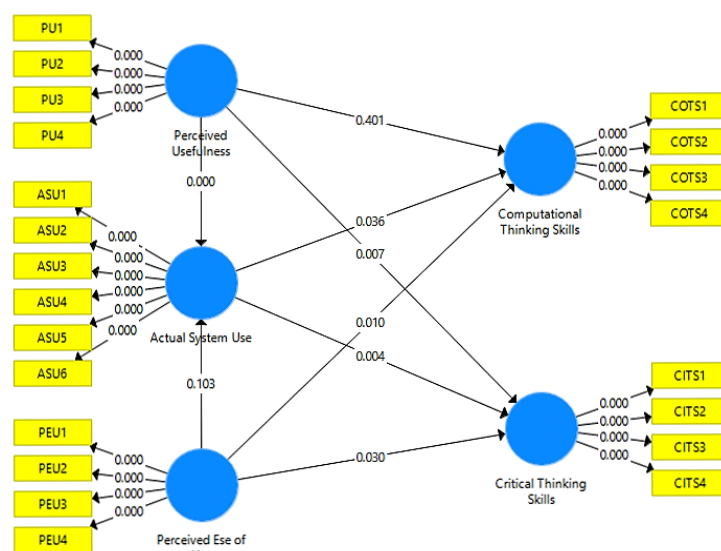 PU1
0.000
PU2
0.000
PU3
0.000
PU4
0.000
Perceived
Usefulness
0.401
0.000
COTS1
0.000
COTS2
0.000
COTS3
0.000
COTS4
0.000
Computational
Thinking Skills
ASU1
0.000
ASU2
0.000
ASU3
0.000
ASU4
0.000
ASU5
0.000
ASU6
0.000
Actual System Use
0.036
0.007
0.010
0.004
0.103
0.030
CITS1
0.000
CITS2
0.000
CITS3
0.000
CITS4
0.000
Critical Thinking
Skills
PEU1
0.000
PEU2
0.000
PEU3
0.000
PEU4
0.000
Perceived Ese of